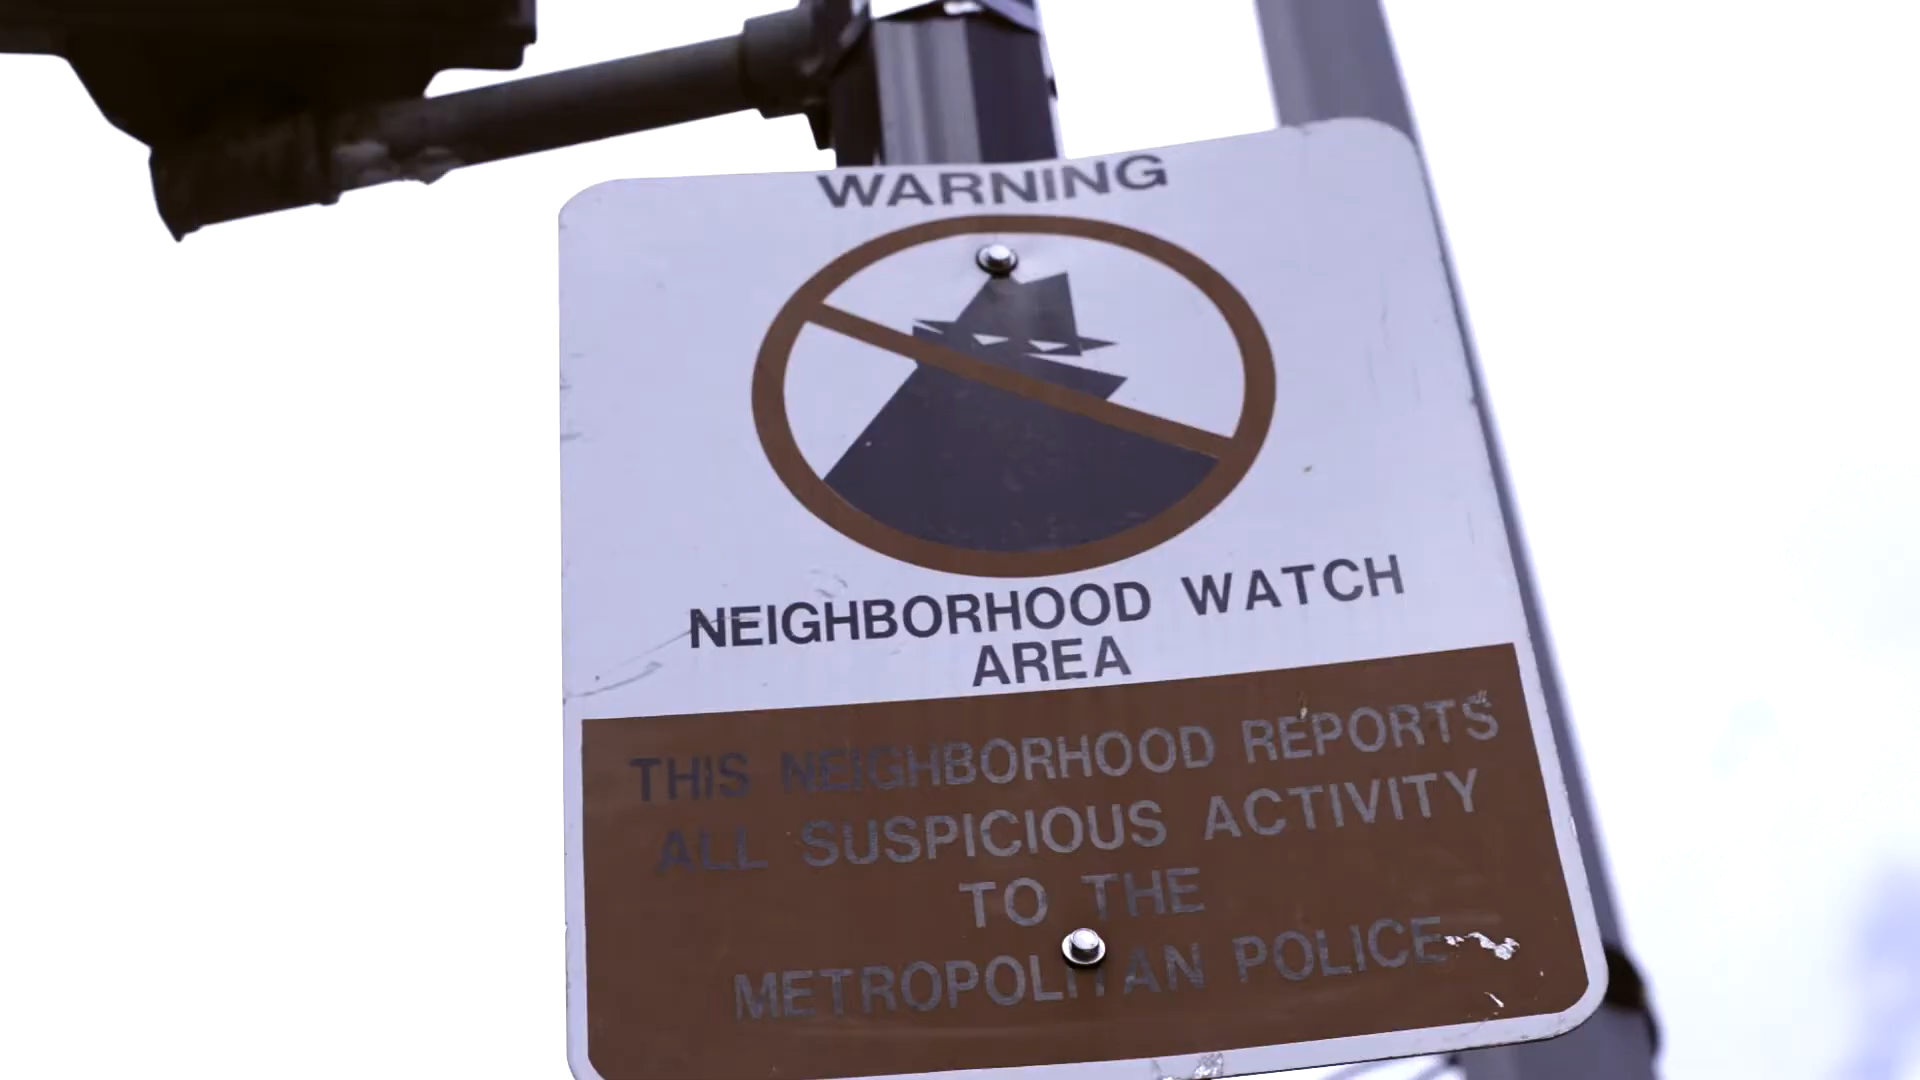 WARNING
NEIGHBORHOOD WATCH
AREA
THIS NEIGHBORHOOD REPORTS
ALL SUSPICIOUS ACTIVITY
TO THE
METROPOLITAN POLICE